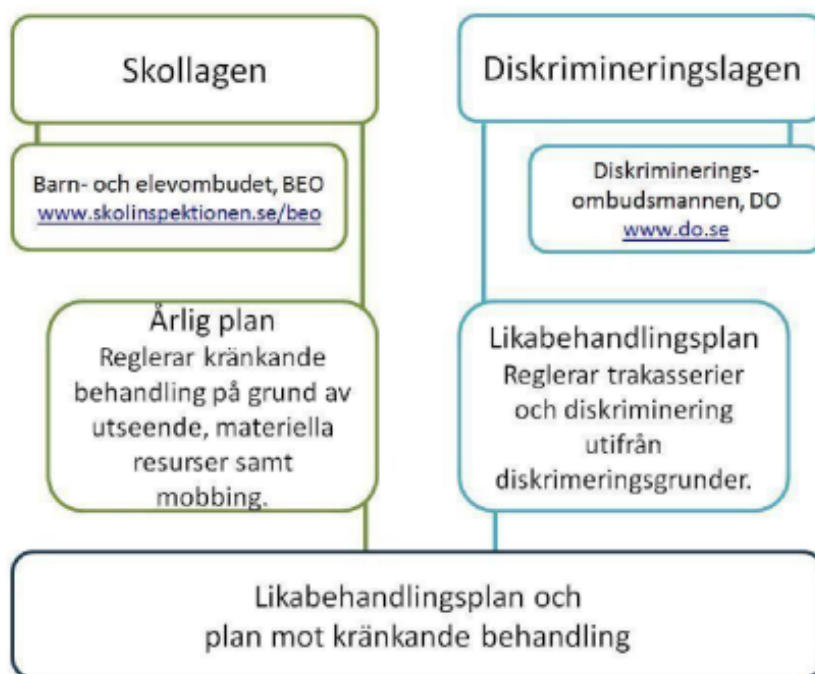 Skollagen
Barn- och elevombudet, BEO
www.skolinspektionen.se/beo
Årlig plan
Reglerar kränkande
behandling på grund av
utseende, materiella
resurser samt
mobbing.
Diskrimineringslagen
Diskriminerings-
ombudsmannen, DO
www.do.se
Likabehandlingsplan
Reglerar trakasserier
och diskriminering
utifrån
diskrimeringsgrunder.
Likabehandlingsplan och
plan mot kränkande behandling